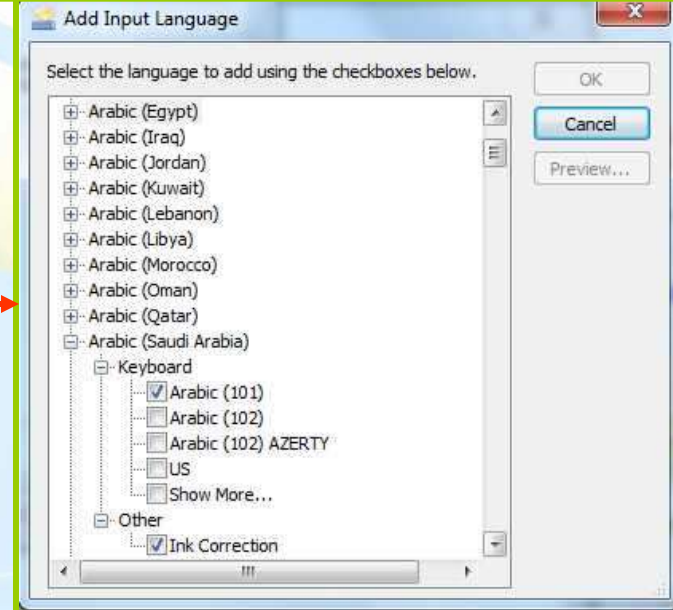 Add Input Language
Select the language to add using the checkboxes below.
Arabic (Egypt)
Arabic (Iraq)
Arabic (Jordan)
Arabic (Kuwait)
Arabic (Lebanon)
Arabic (Libya)
Arabic (Morocco)
Arabic (Oman)
Arabic (Qatar)
Arabic (Saudi Arabia)
Keyboard
Arabic (101)
Arabic (102)
Arabic (102) AZERTY
US
Show More...
Other
Ink Correction
OK
Cancel
Preview...